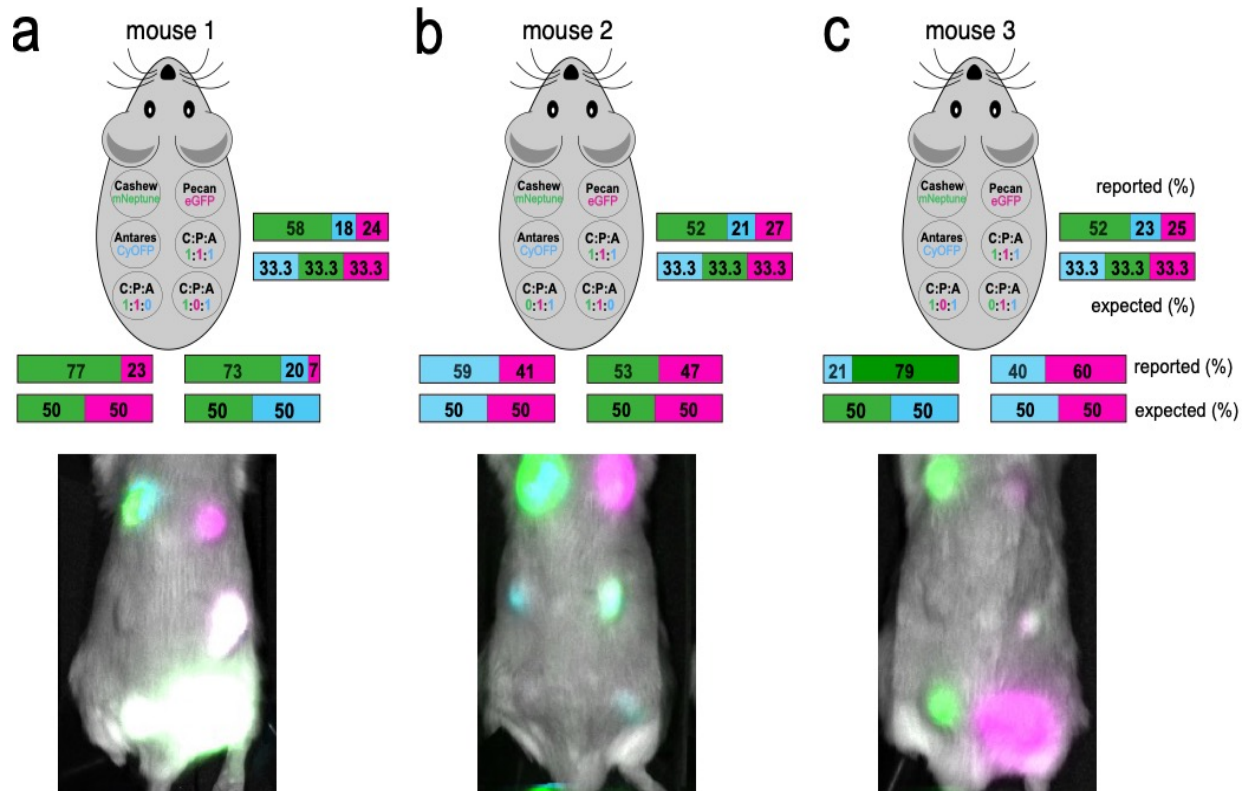 a
mouse 1
Cashew
mNeptune
Pecan
eGFP
Antares
CyOFP
C:P:A
1:1:1
C:P:A
1:1:0
C:P:A
1:0:1
58 18 24
33.3 33.3 33.3
77 23
73 20 7
50 50
50 50
b
mouse 2
Cashew
mNeptune
Pecan
eGFP
Antares
CyOFP
C:P:A
1:1:1
C:P:A
0:1:1
C:P:A
1:1:0
52 21 27
33.3 33.3 33.3
59 41
53 47
50 50
50 50
c
mouse 3
Cashew
mNeptune
Pecan
eGFP
Antares
CyOFP
C:P:A
1:1:1
C:P:A
1:0:1
C:P:A
0:1:1
reported (%)
52 23 25
33.3 33.3 33.3
expected (%)
21 79
40 60
reported (%)
50 50
50 50
expected (%)